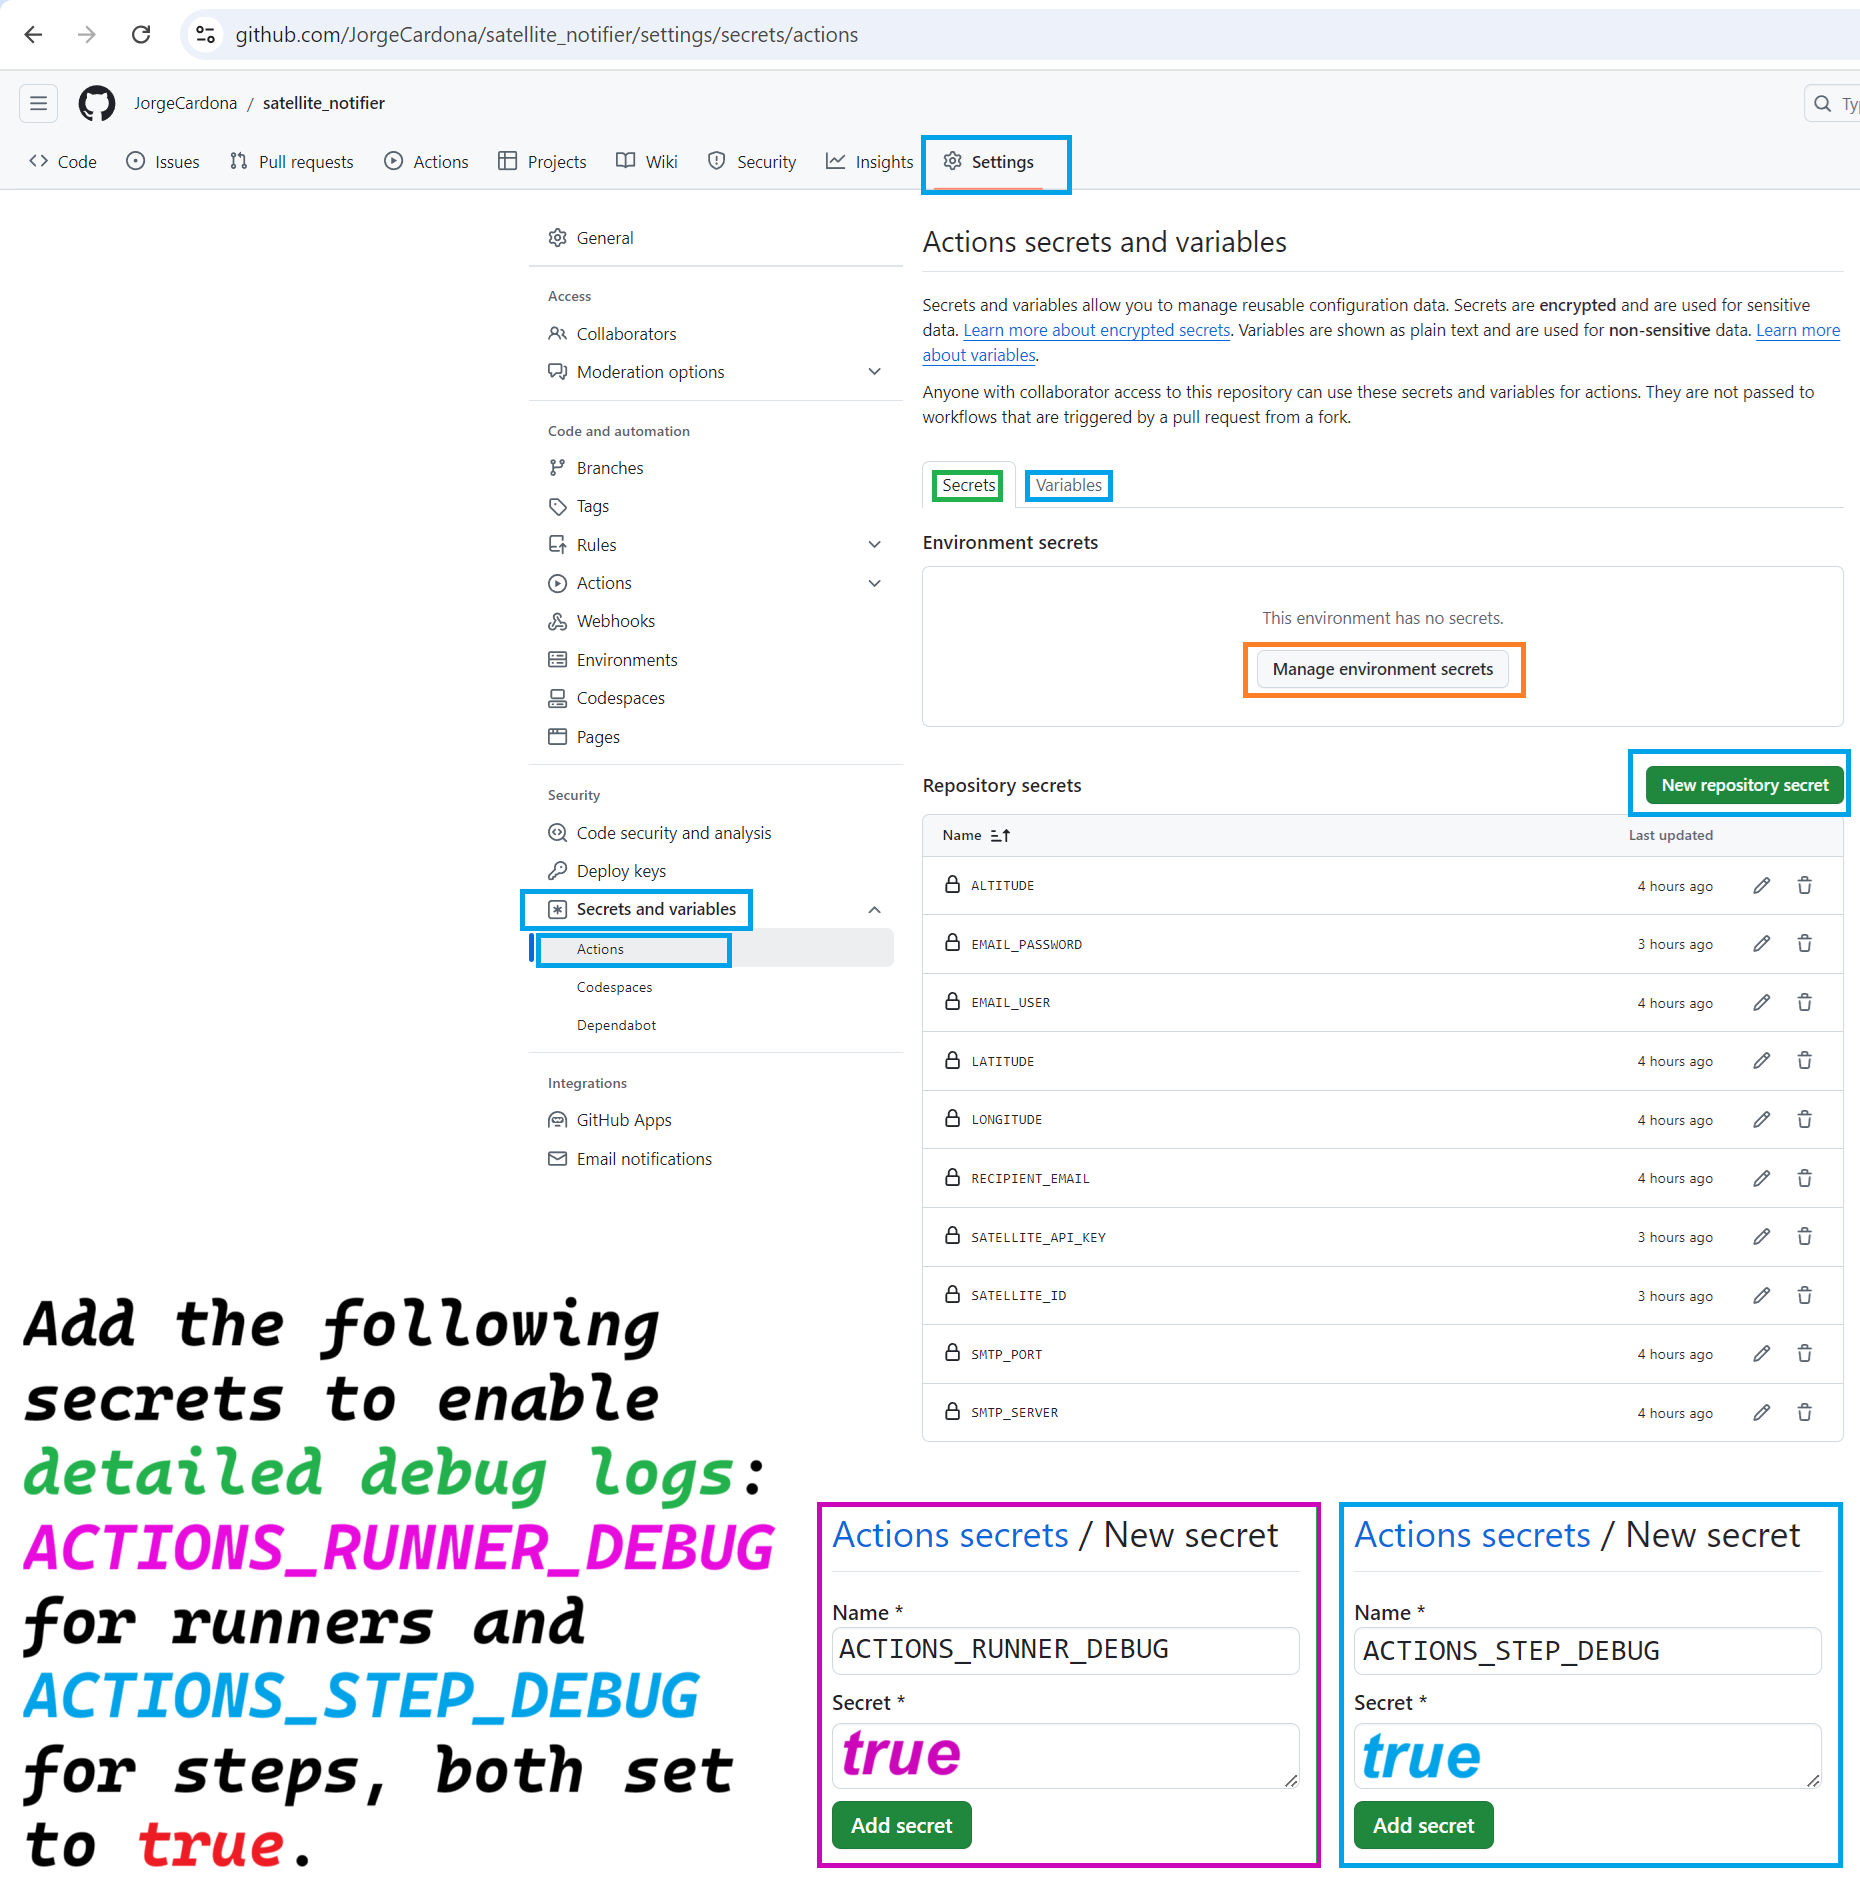 github.com/JorgeCardona/satellite_notifier/settings/secrets/actions
JorgeCardona / satellite_notifier
Ty
Code Issues Pull requests Actions Projects Wiki Security Insights Settings
General
Access
Collaborators
Moderation options
Code and automation
Branches
Tags
Rules
Actions
Webhooks
Environments
Codespaces
Pages
Security
Code security and analysis
Deploy keys
Secrets and variables
Actions
Codespaces
Dependabot
Integrations
GitHub Apps
Email notifications
Actions secrets and variables
Secrets and variables allow you to manage reusable configuration data. Secrets are encrypted and are used for sensitive
data. Learn more about encrypted secrets. Variables are shown as plain text and are used for non-sensitive data. Learn more
about variables.
Anyone with collaborator access to this repository can use these secrets and variables for actions. They are not passed to
workflows that are triggered by a pull request from a fork.
Secrets Variables
Environment secrets
This environment has no secrets.
Manage environment secrets
Repository secrets New repository secret
Name Last updated
ALTITUDE 4 hours ago
EMAIL_PASSWORD 3 hours ago
EMAIL_USER 4 hours ago
LATITUDE 4 hours ago
LONGITUDE 4 hours ago
RECIPIENT_EMAIL 4 hours ago
SATELLITE_API_KEY 3 hours ago
SATELLITE_ID 3 hours ago
SMTP_PORT 4 hours ago
SMTP_SERVER 4 hours ago
Add the following
secrets to enable
detailed debug logs:
ACTIONS_RUNNER_DEBUG
for runners and
ACTIONS_STEP_DEBUG
for steps, both set
to true.
Actions secrets / New secret
Name *
ACTIONS_RUNNER_DEBUG
Secret *
true
Add secret
Actions secrets / New secret
Name *
ACTIONS_STEP_DEBUG
Secret *
true
Add secret